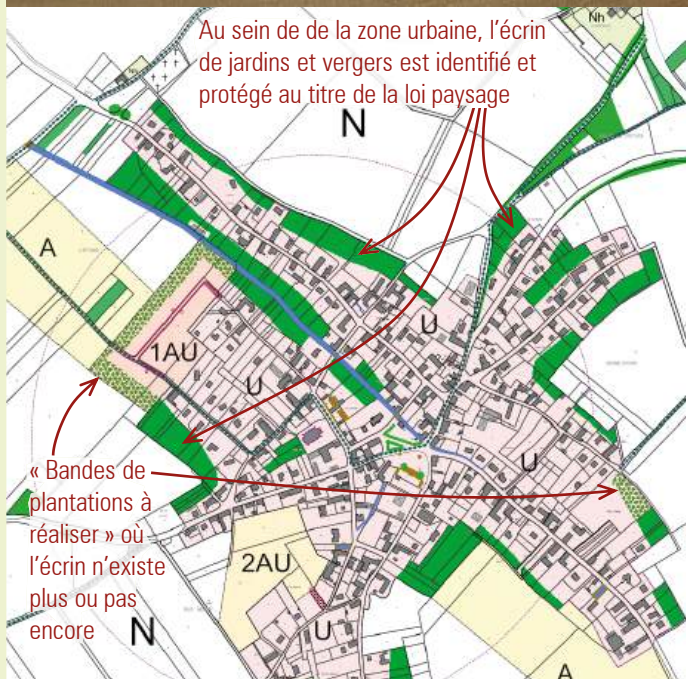 Au sein de de la zone urbaine, l'écrin
de jardins et vergers est identifié et
protégé au titre de la loi paysage
Nh
Nh
N
A
1AU
U
U
U
« Bandes de
plantations à
réaliser » où
l'écrin n'existe
plus ou pas
encore
2AU
U
N
A